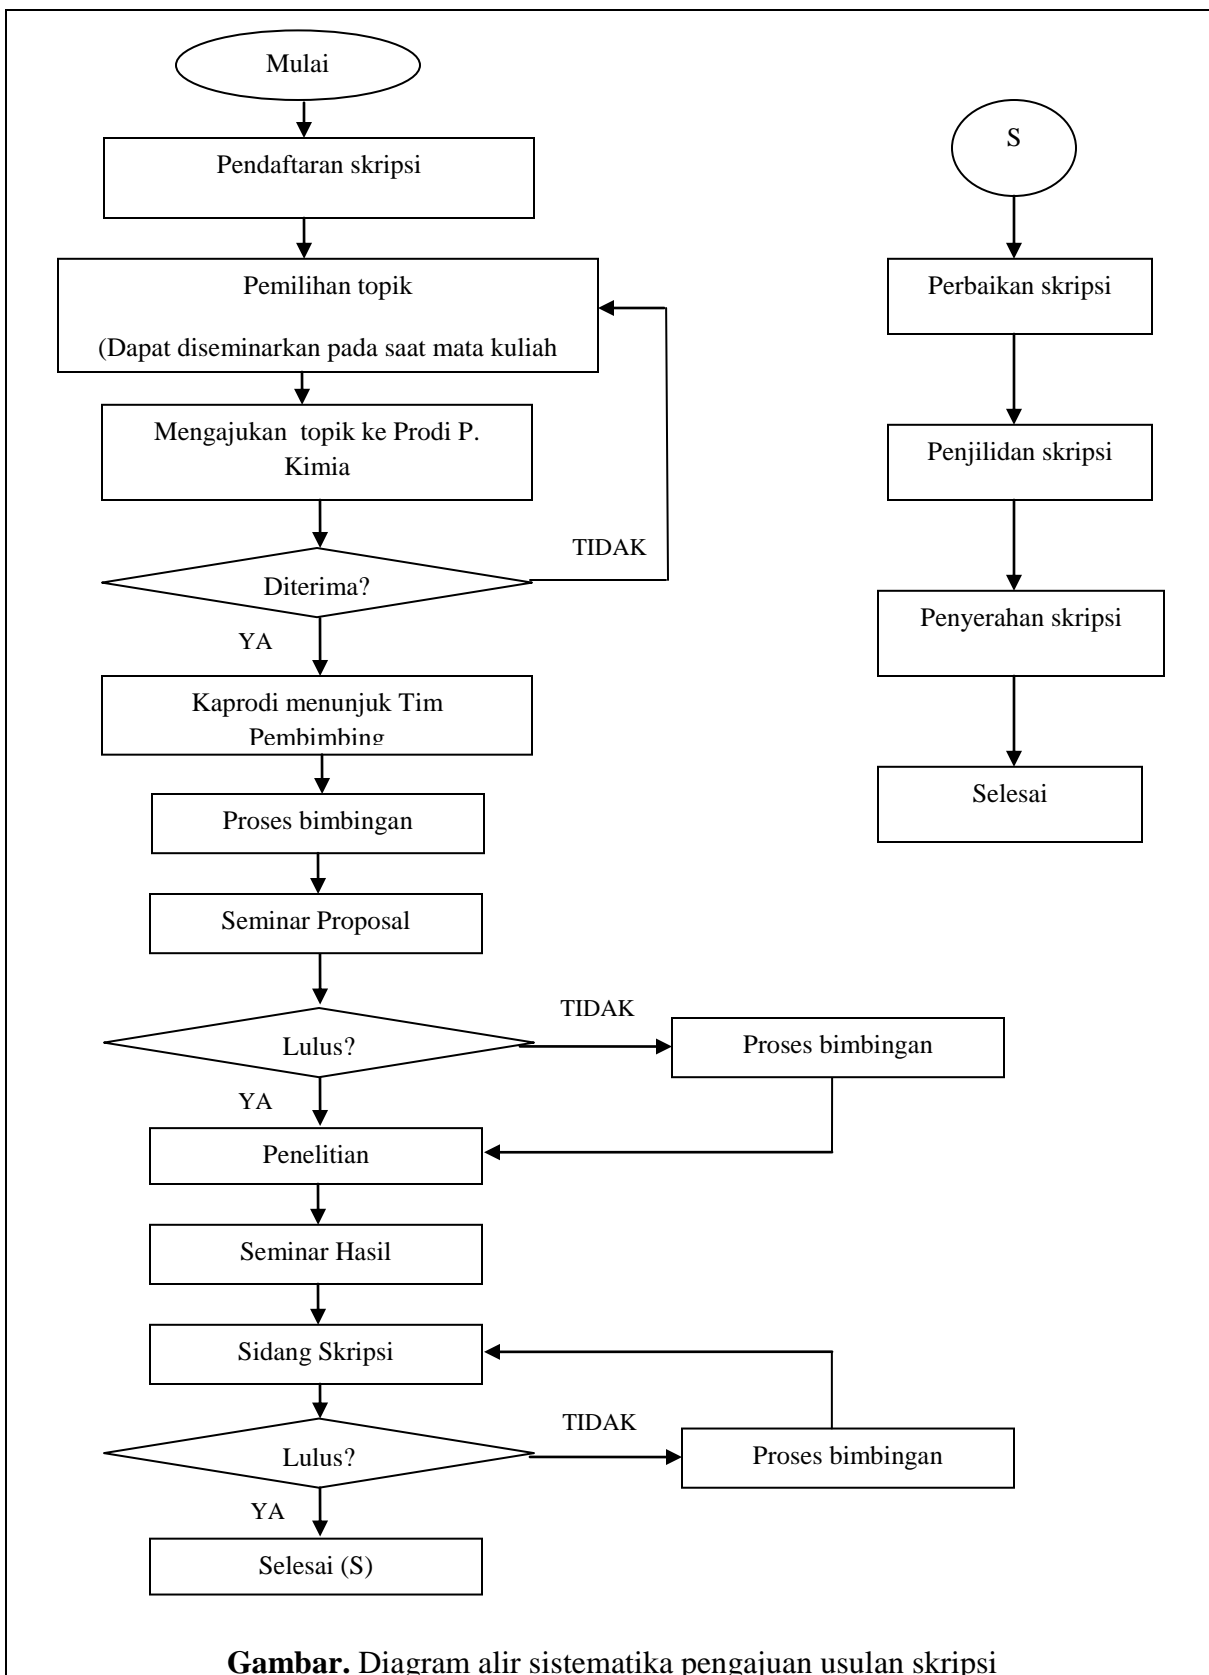 Mulai
Pendaftaran skripsi
Pemilihan topik
(Dapat diseminarkan pada saat mata kuliah
Mengajukan  topik ke Prodi P.
Kimia
Diterima?
TIDAK
YA
Kaprodi menunjuk Tim
Pembimbing
Proses bimbingan
Seminar Proposal
Lulus?
TIDAK
Proses bimbingan
YA
Penelitian
Seminar Hasil
Sidang Skripsi
Lulus?
TIDAK
Proses bimbingan
YA
Selesai (S)
S
Perbaikan skripsi
Penjilidan skripsi
Penyerahan skripsi
Selesai
Gambar. Diagram alir sistematika pengajuan usulan skripsi